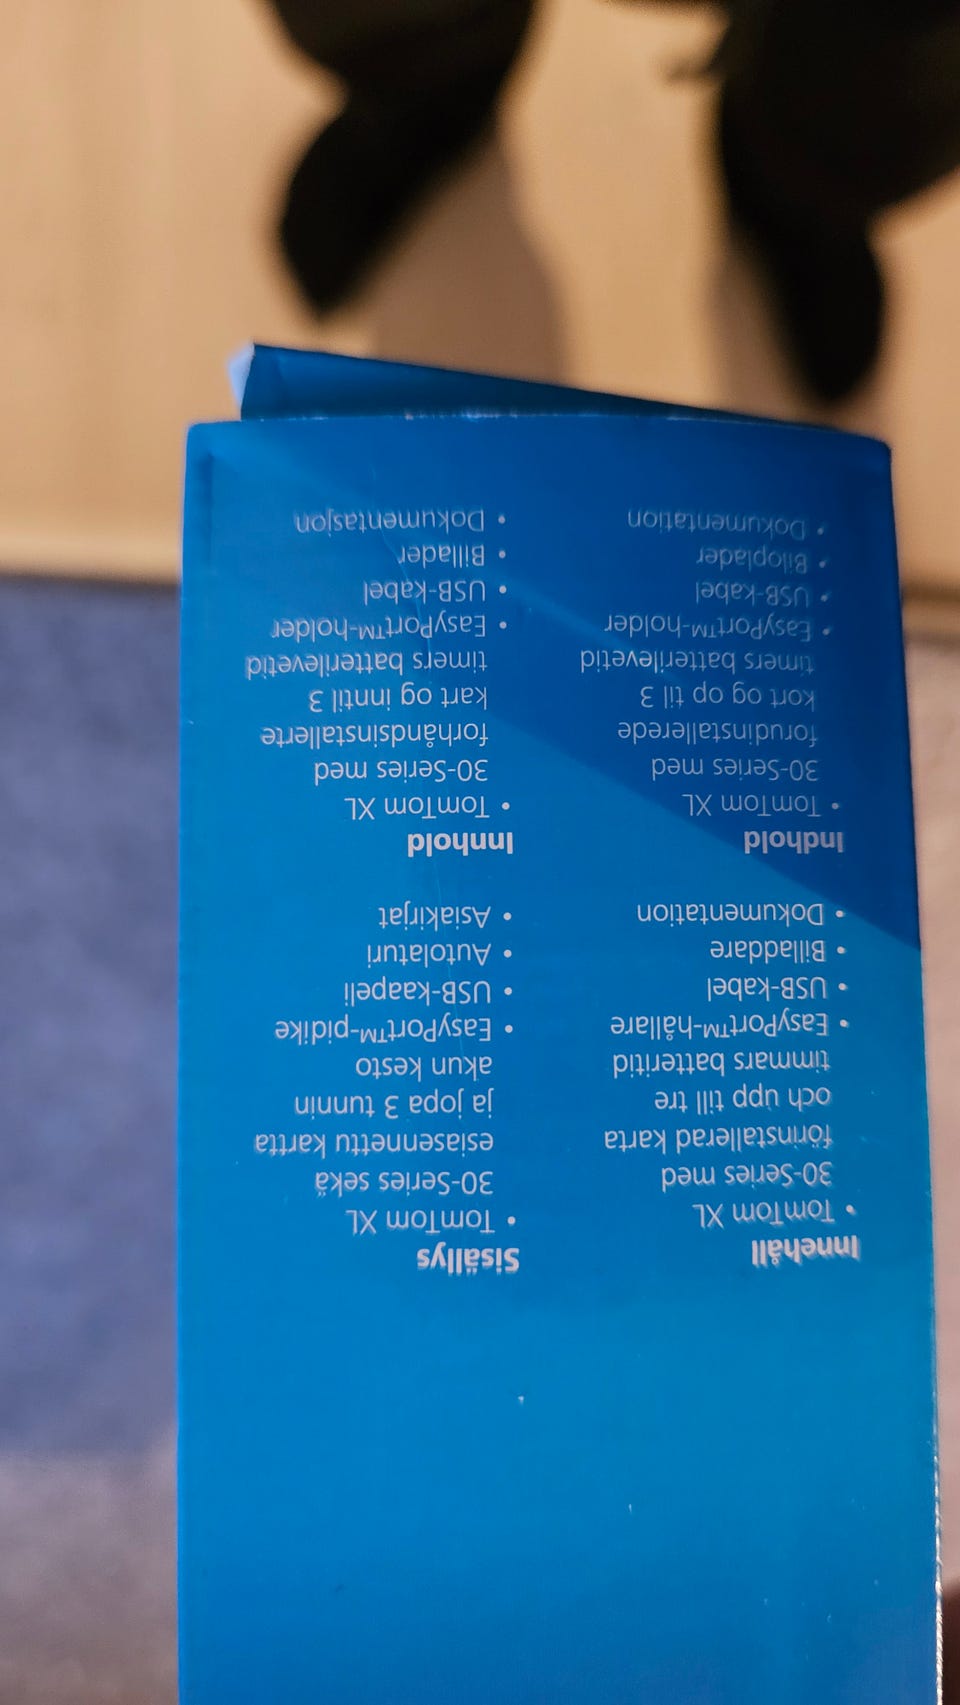 Innehåll
• TomTom XL
30-Series med
förinstallerad karta
och upp till tre
timmars batteritid
• EasyPort™-hållare
• USB-kabel
• Billaddare
• Dokumentation
Sisällys
• TomTom XL
30-Series sekä
esiasennettu kartta
ja jopa 3 tunnin
akun kesto
• EasyPort™-pidike
• USB-kaapeli
• Autolaturi
• Asiakirjat
Indhold
• TomTom XL
30-Series med
forudinstallerede
kort og op til 3
timers batterilevetid
• EasyPort™-holder
• USB-kabel
• Biloplader
• Dokumentation
Innhold
• TomTom XL
30-Series med
forhåndsinstallerte
kart og inntil 3
timers batterilevetid
• EasyPort™-holder
• USB-kabel
• Billader
• Dokumentasjon